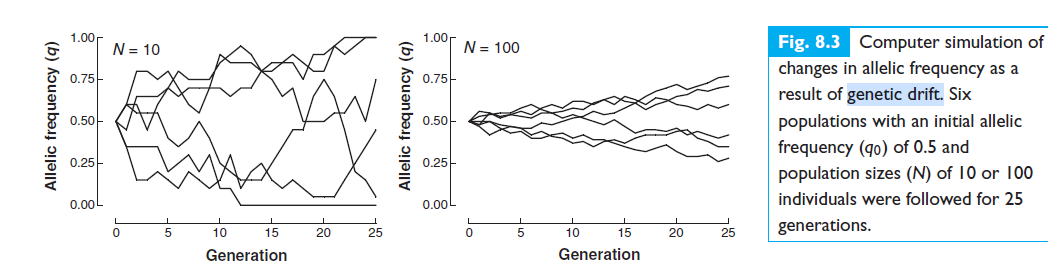 Allelic frequency (q)
1.00
0.75
0.50
0.25
0.00
N = 10
0 5 10 15 20 25
Generation
Allelic frequency (q)
1.00
0.75
0.50
0.25
0.00
N = 100
0 5 10 15 20 25
Generation
Fig. 8.3 Computer simulation of
changes in allelic frequency as a
result of genetic drift. Six
populations with an initial allelic
frequency (q0) of 0.5 and
population sizes (N) of 10 or 100
individuals were followed for 25
generations.